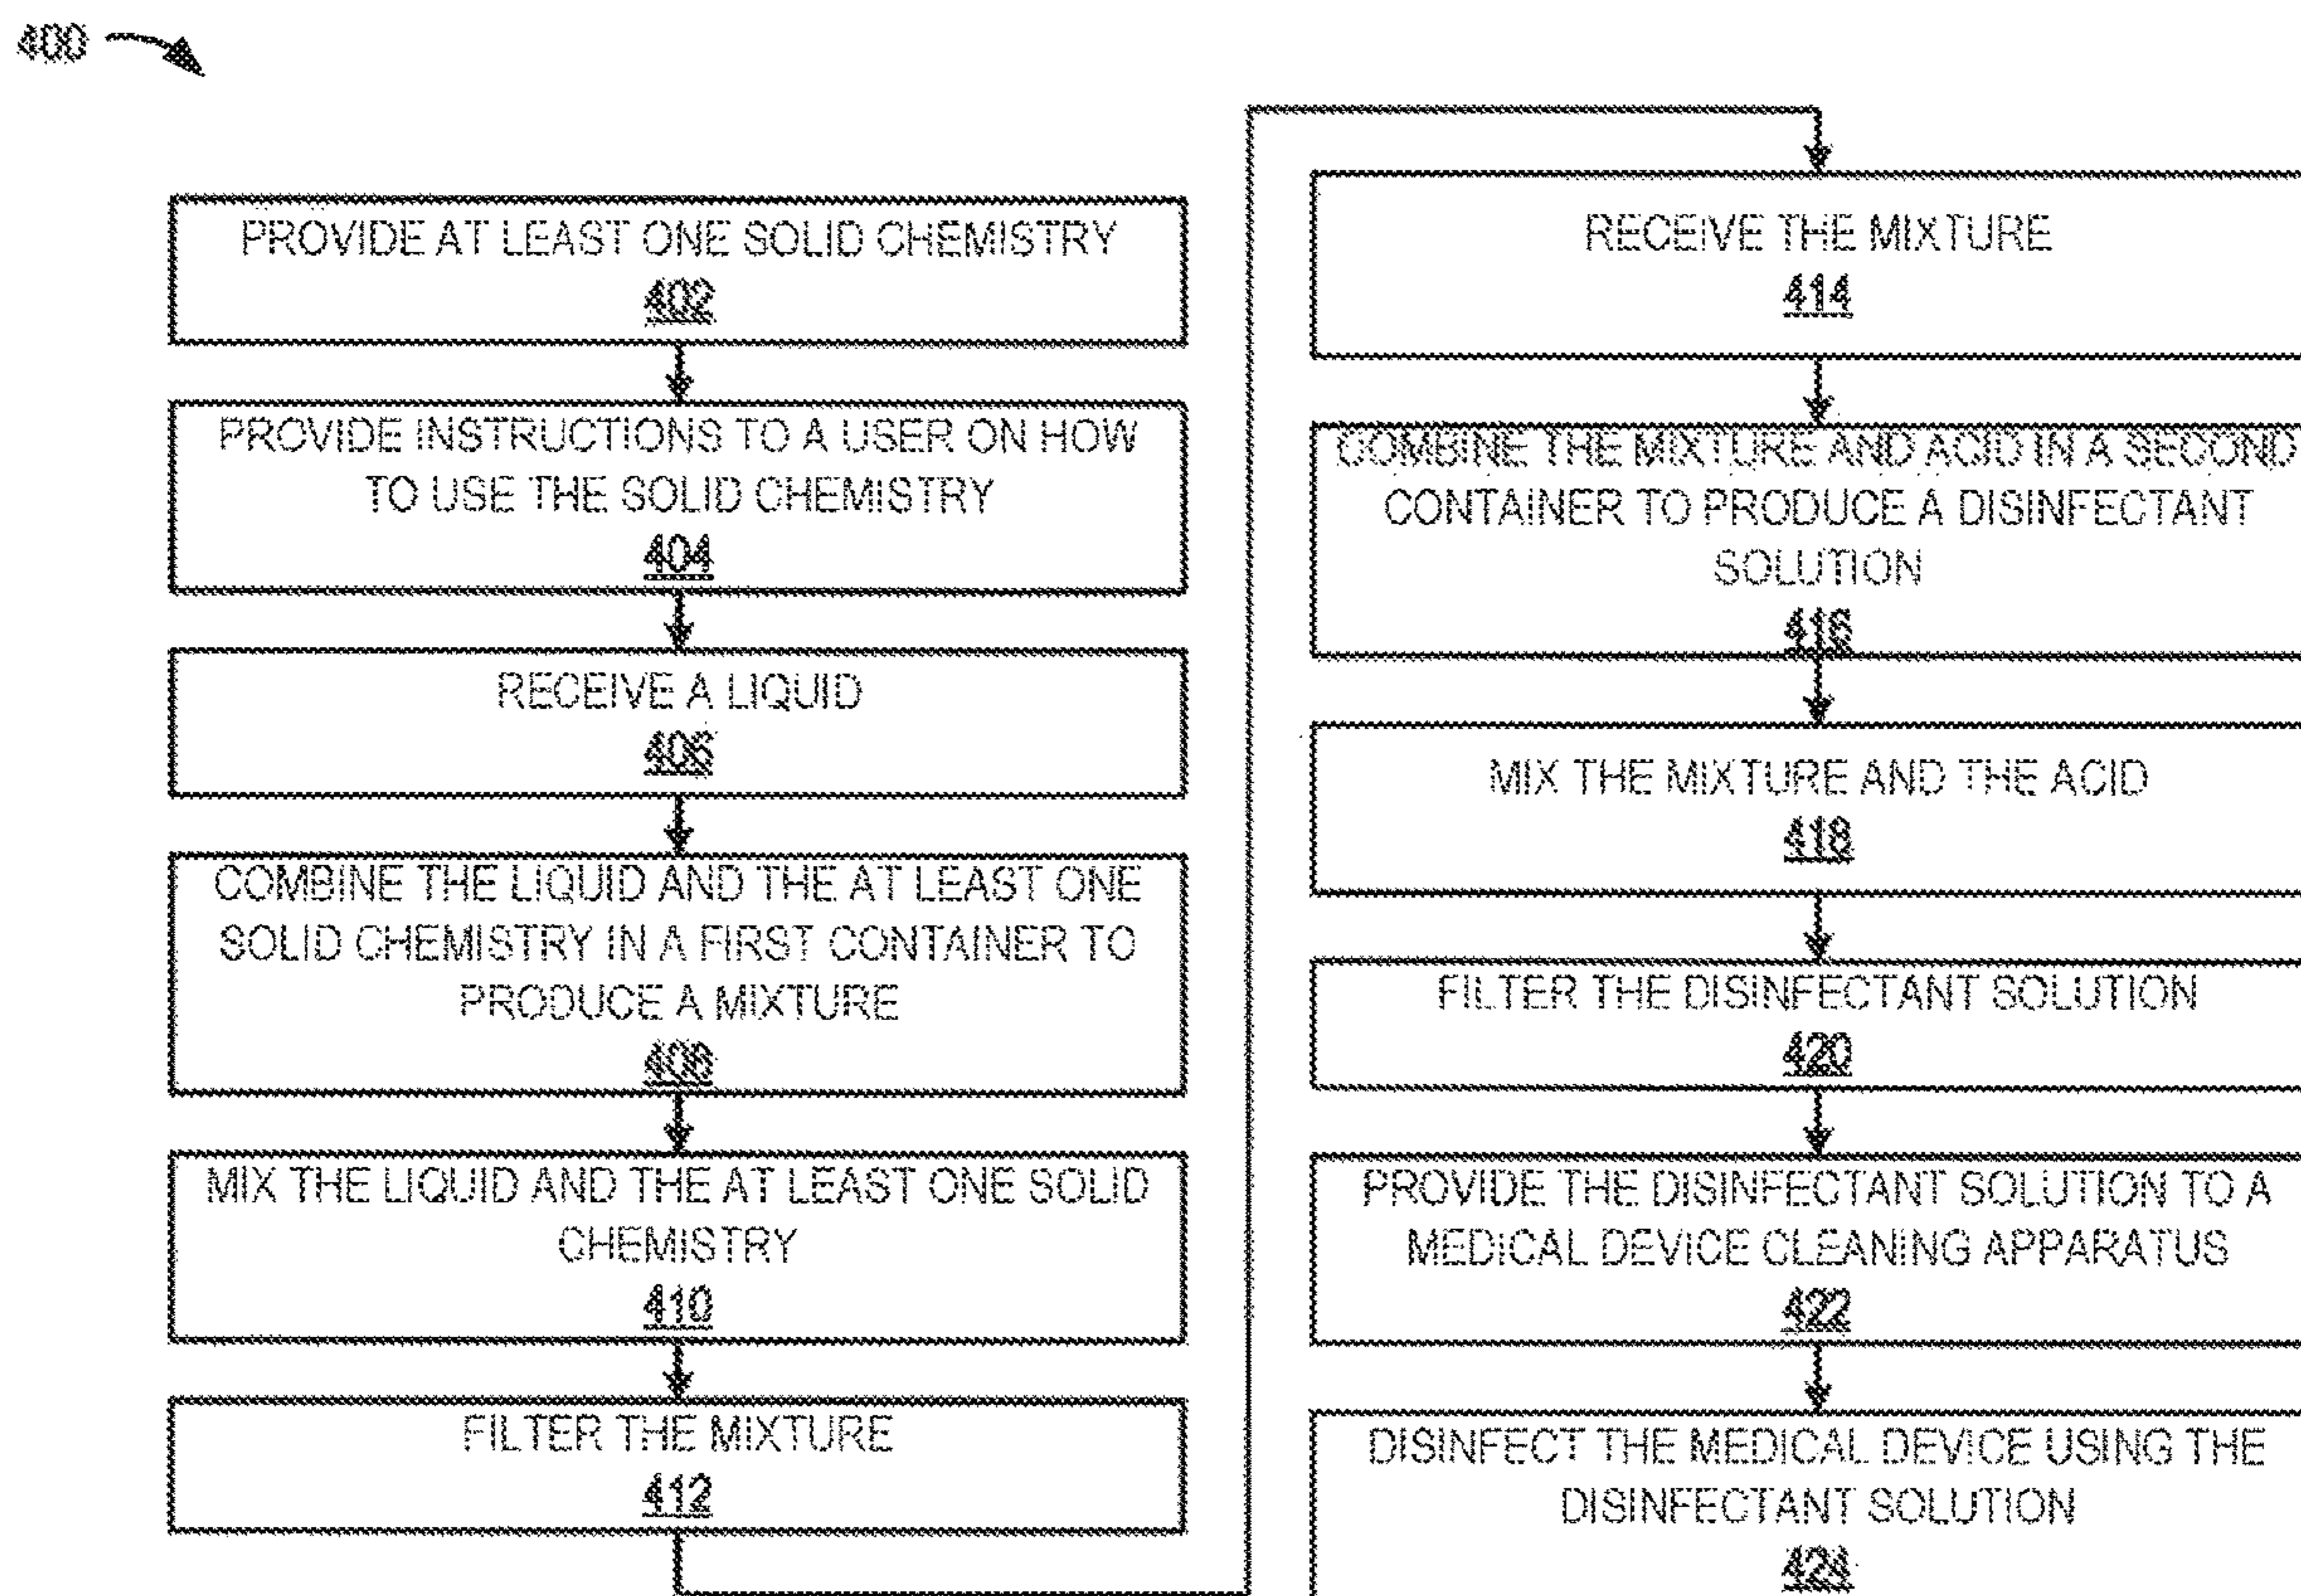 400
PROVIDE AT LEAST ONE SOLID CHEMISTRY
402
PROVIDE INSTRUCTIONS TO A USER ON HOW
TO USE THE SOLID CHEMISTRY
404
RECEIVE A LIQUID
406
COMBINE THE LIQUID AND THE AT LEAST ONE
SOLID CHEMISTRY IN A FIRST CONTAINER TO
PRODUCE A MIXTURE
408
MIX THE LIQUID AND THE AT LEAST ONE SOLID
CHEMISTRY
410
FILTER THE MIXTURE
412
RECEIVE THE MIXTURE
414
COMBINE THE MIXTURE AND ACID IN A SECOND
CONTAINER TO PRODUCE A DISINFECTANT
SOLUTION
416
MIX THE MIXTURE AND THE ACID
418
FILTER THE DISINFECTANT SOLUTION
420
PROVIDE THE DISINFECTANT SOLUTION TO A
MEDICAL DEVICE CLEANING APPARATUS
422
DISINFECT THE MEDICAL DEVICE USING THE
DISINFECTANT SOLUTION
424